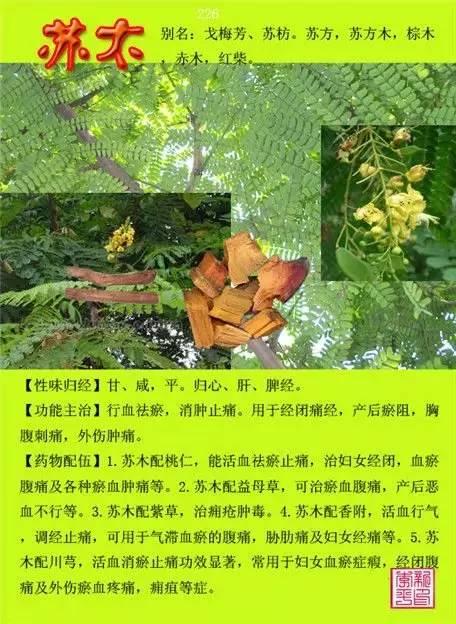 226
苏木
别名：戈梅芳、苏枋。苏方，苏方木，棕木
，赤木，红柴。
【性味归经】甘、咸，平。归心、肝、脾经。
【功能主治】行血祛瘀，消肿止痛。用于经闭痛经，产后瘀阻，胸
腹刺痛，外伤肿痛。
【药物配伍】1.苏木配桃仁，能活血祛瘀止痛，治妇女经闭，血瘀
腹痛及各种瘀血肿痛等。2.苏木配益母草，可治瘀血腹痛，产后恶
血不行等。3.苏木配紫草，治痈疮肿毒。4.苏木配香附，活血行气
，调经止痛，可用于气滞血瘀的腹痛，胁肋痛及妇女经痛等。5.苏
木配川芎，活血消瘀止痛功效显著，常用于妇女血瘀症瘕，经闭腹
痛及外伤瘀血疼痛，痈疽等症。